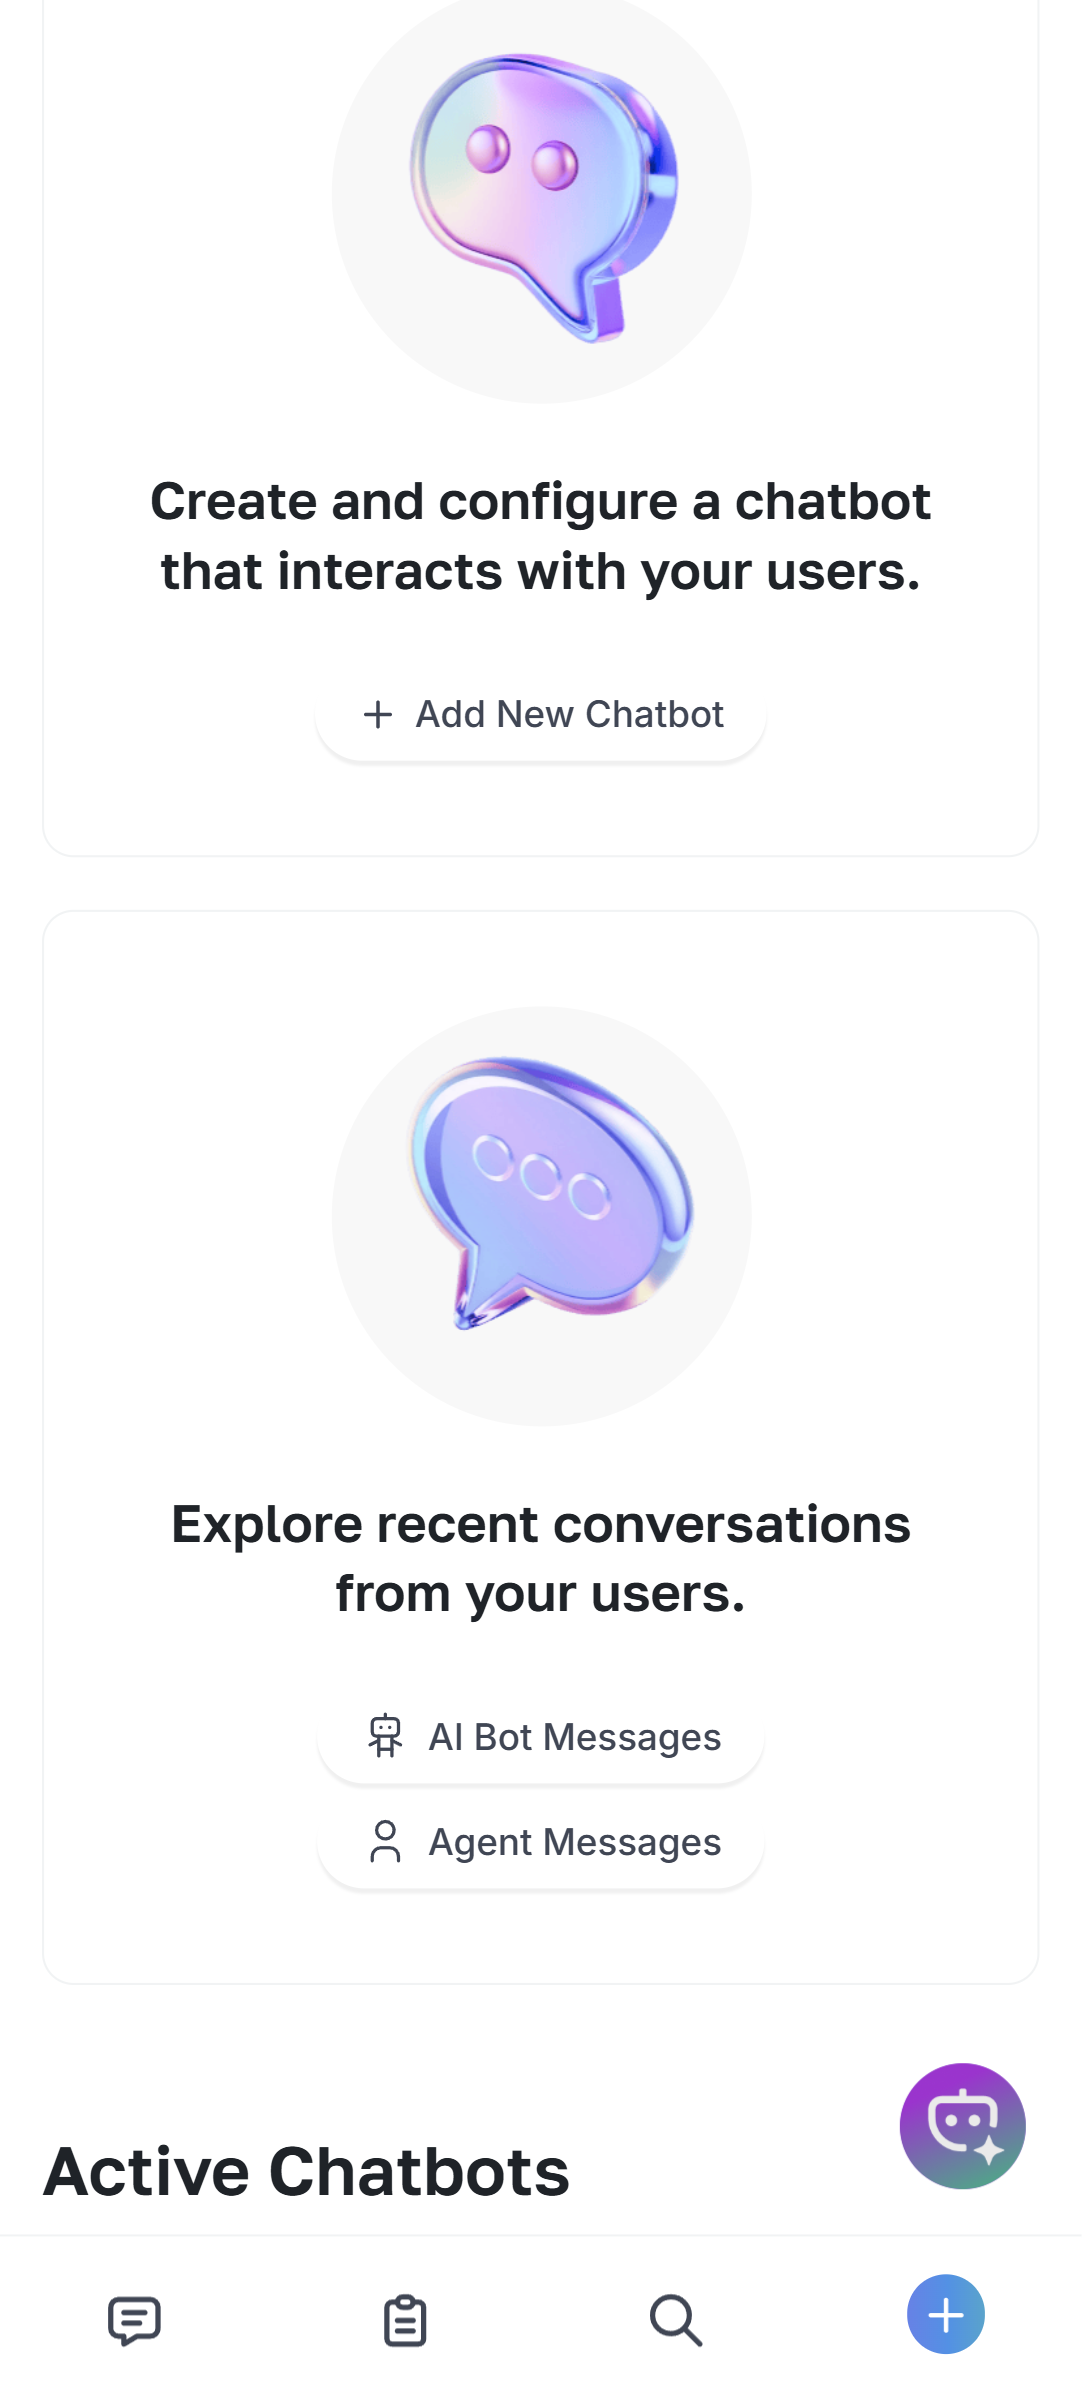 Create and configure a chatbot
that interacts with your users.
Add New Chatbot
Explore recent conversations
from your users.
AI Bot Messages
Agent Messages
Active Chatbots